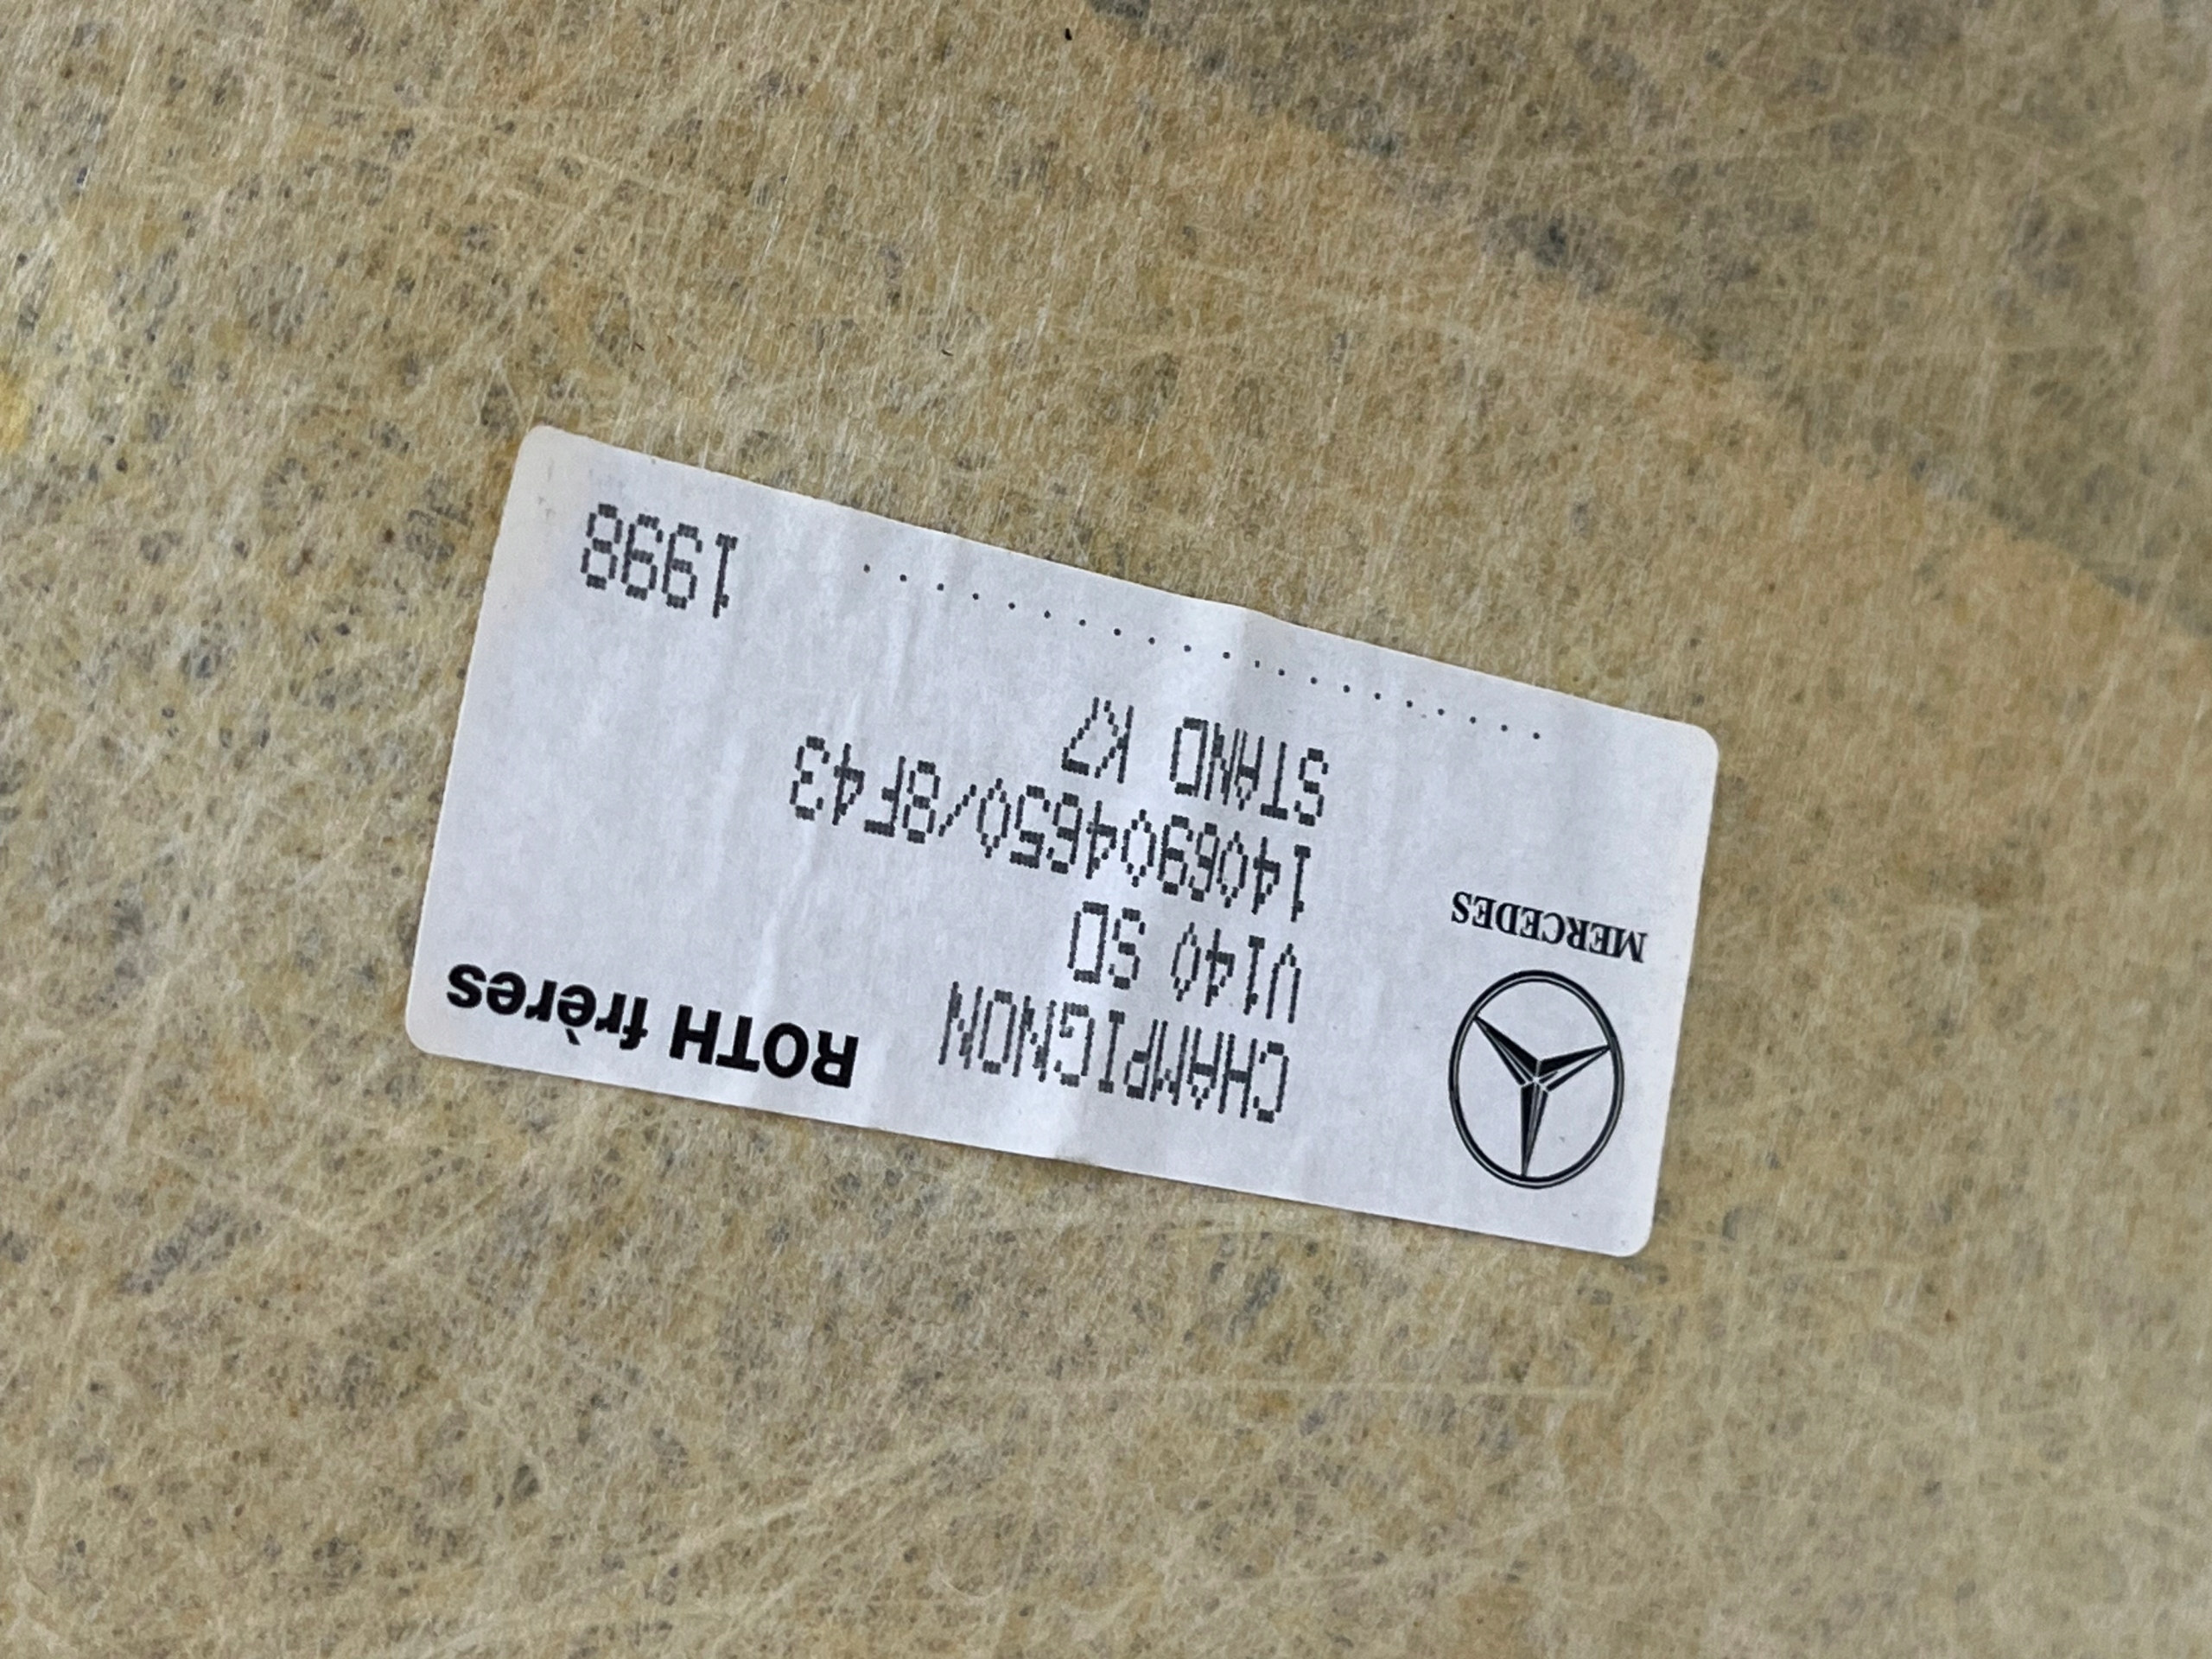 ROTH frères
MERCEDES
CHAMPIGNON
V140 SD
1406904650/8F43
STAND K7
....................
1998